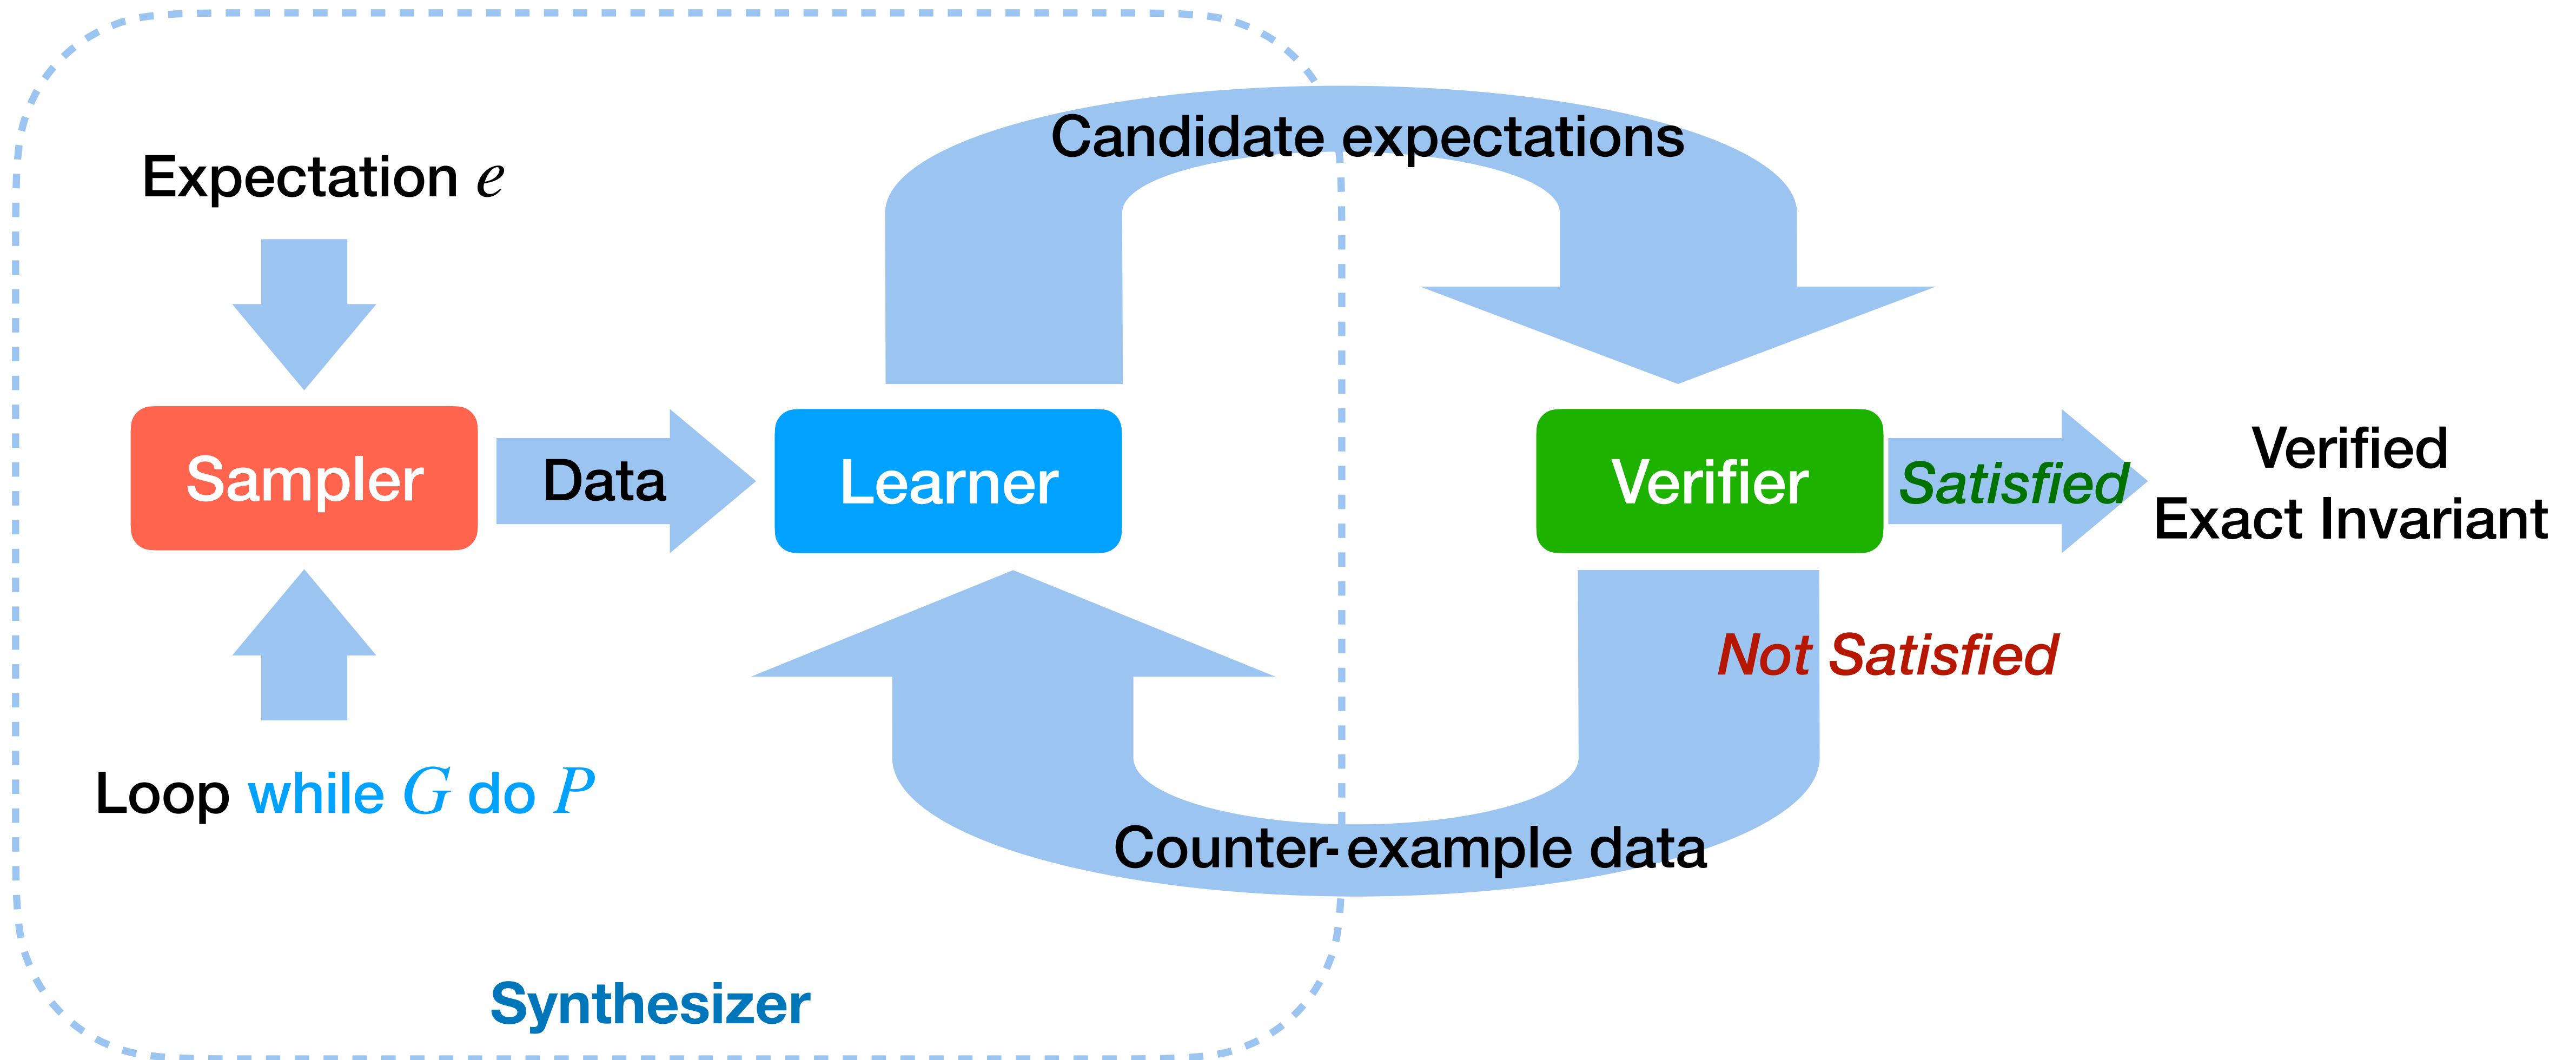 Candidate expectations
Expectation e
Sampler
Data
Learner
Verifier
Satisfied
Verified
Exact Invariant
Not Satisfied
Loop while G do P
Counter-example data
Synthesizer